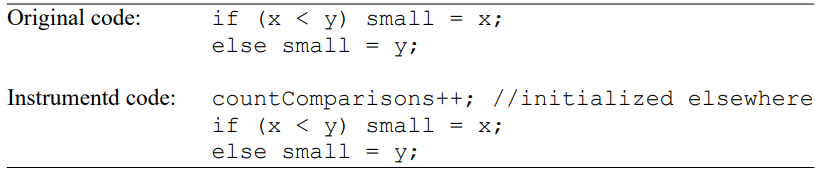 Original code: if (x < y) small = x;
else small = y;
Instrumentd code: countComparisons++; //initialized elsewhere
if (x < y) small = x;
else small = y;